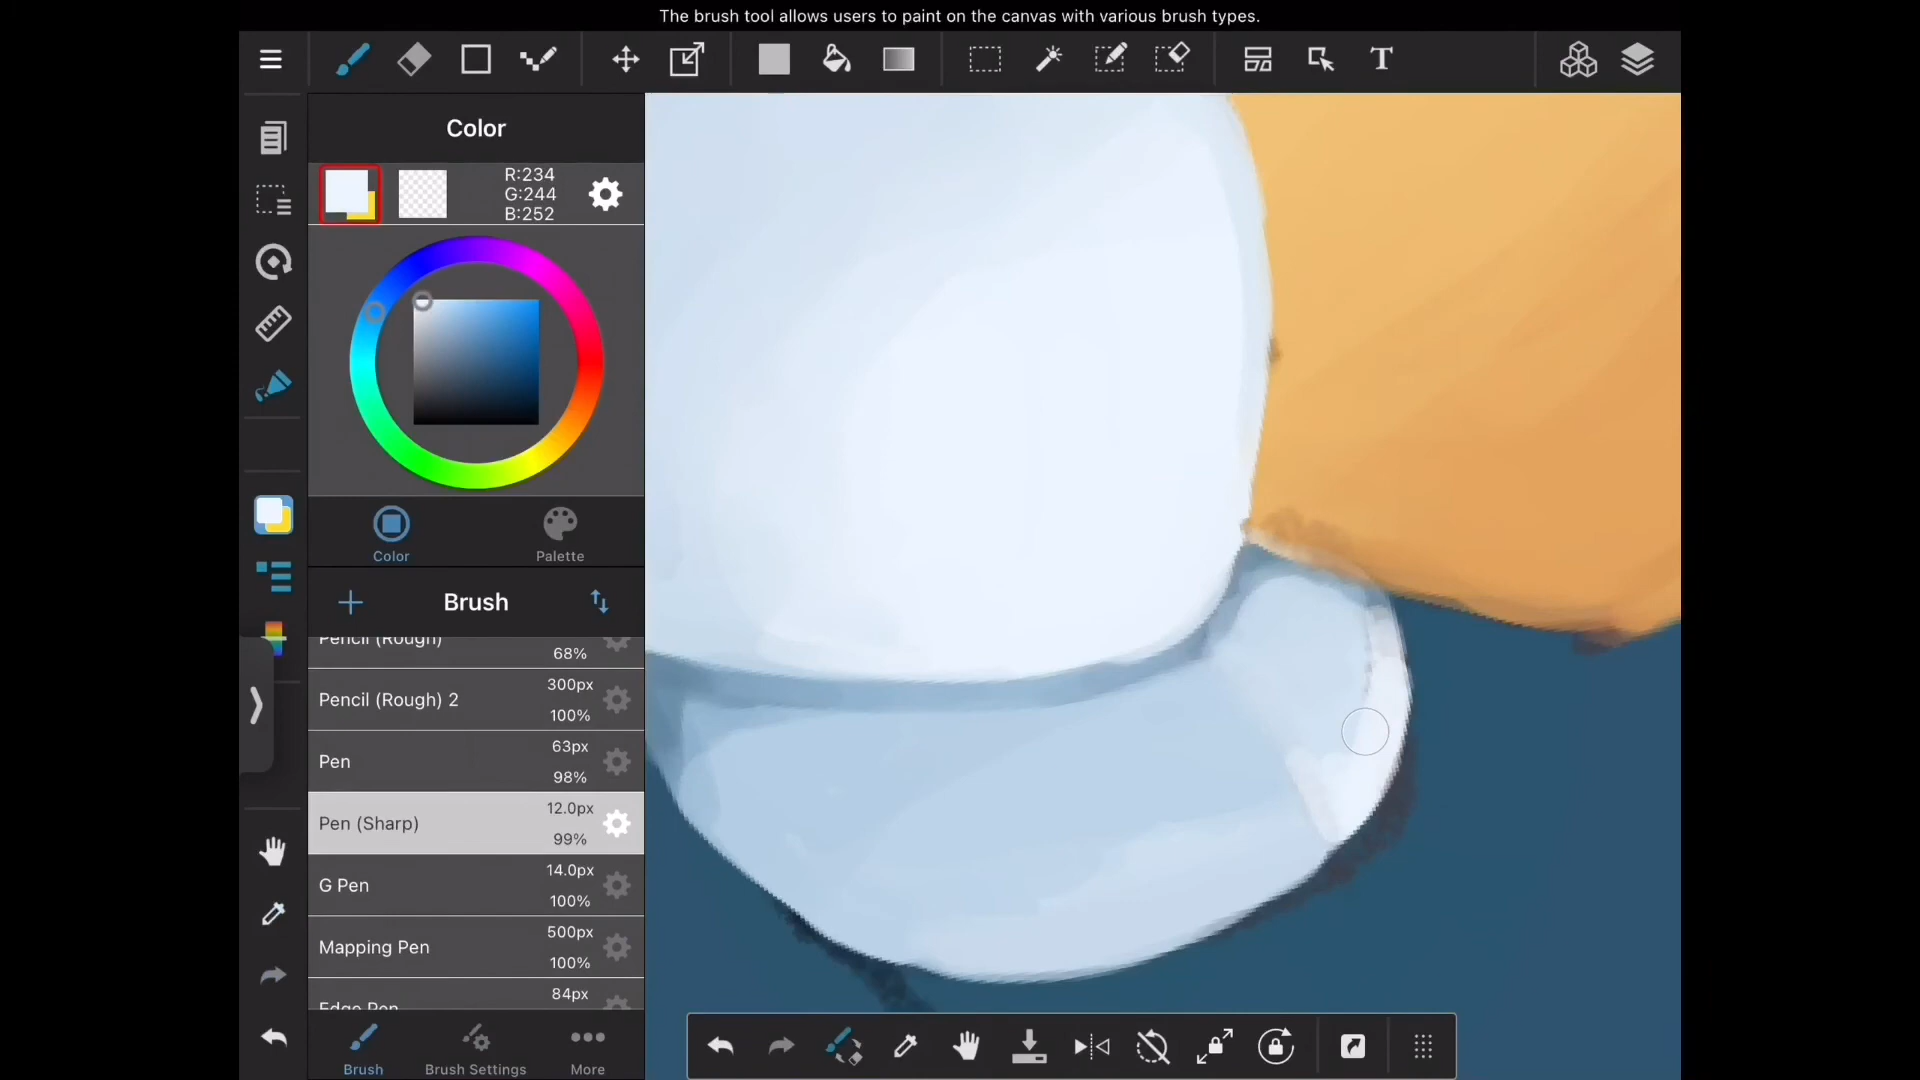 The brush tool allows users to paint on the canvas with various brush types.
T
Color
R:234
G:244
B:252
Color
Palette
Brush
Pencil (Rough)
68%
Pencil (Rough) 2
300px
100%
Pen
63px
98%
Pen (Sharp)
12.0px
99%
G Pen
14.0px
100%
Mapping Pen
500px
100%
Edge Pen
84px
Brush
Brush Settings
More